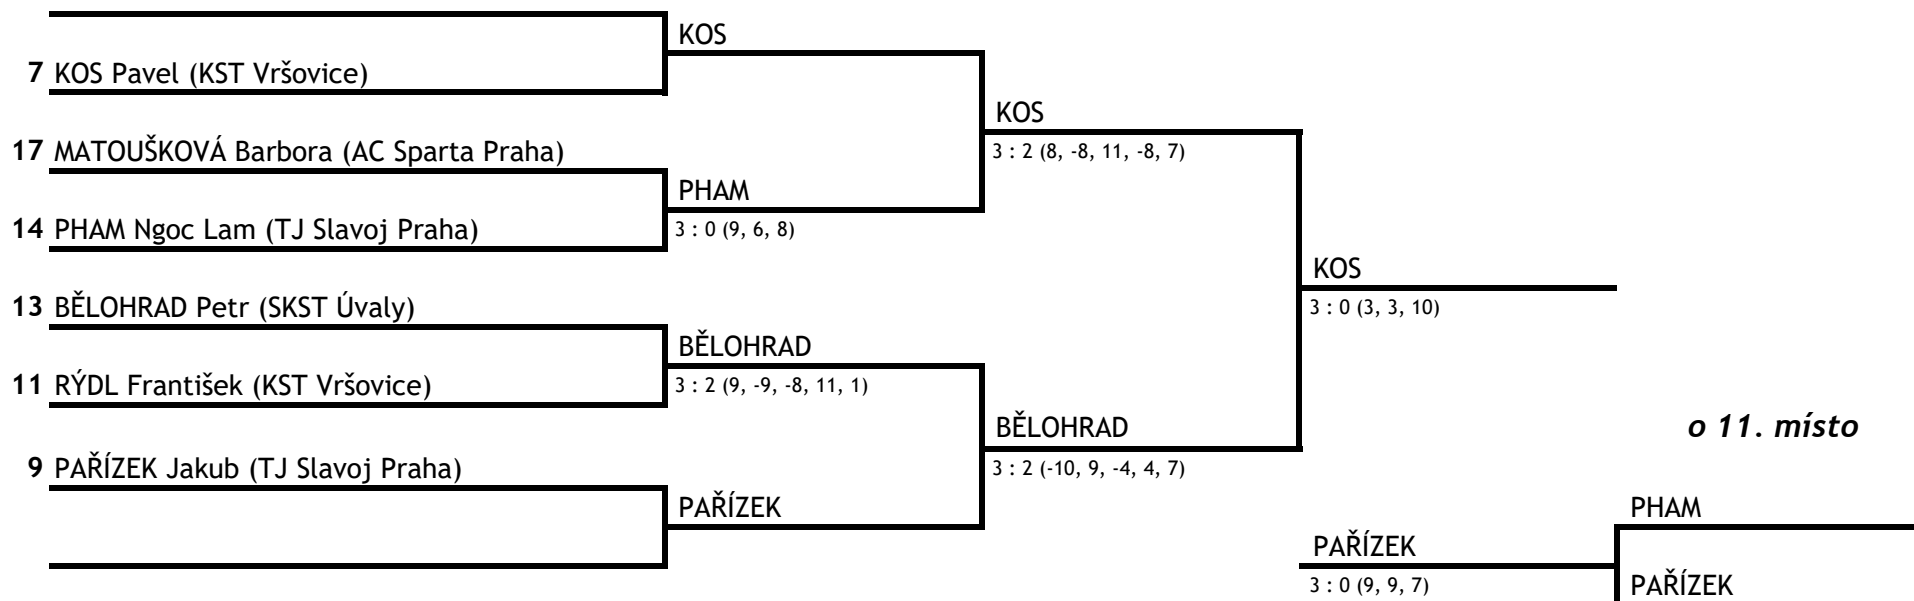 KOS
7 KOS Pavel (KST Vršovice)
KOS
17 MATOUŠKOVÁ Barbora (AC Sparta Praha)
3 : 2 (8, -8, 11, -8, 7)
PHAM
14 PHAM Ngoc Lam (TJ Slavoj Praha)
3 : 0 (9, 6, 8)
KOS
13 BĚLOHRAD Petr (SKST Úvaly)
3 : 0 (3, 3, 10)
BĚLOHRAD
11 RÝDL František (KST Vršovice)
3 : 2 (9, -9, -8, 11, 1)
BĚLOHRAD
o 11. místo
9 PAŘÍZEK Jakub (TJ Slavoj Praha)
3 : 2 (-10, 9, -4, 4, 7)
PAŘÍZEK
PHAM
PAŘÍZEK
3 : 0 (9, 9, 7)
PAŘÍZEK